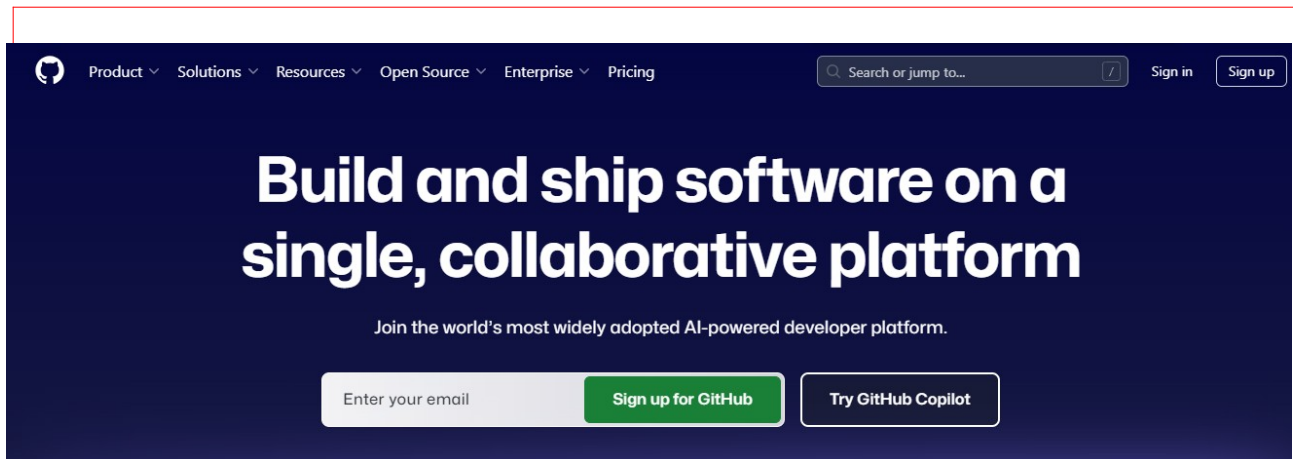 Product Solutions Resources Open Source Enterprise Pricing Search or jump to... / Sign in Sign up
Build and ship software on a
single, collaborative platform
Join the world's most widely adopted AI-powered developer platform.
Enter your email Sign up for GitHub Try GitHub Copilot